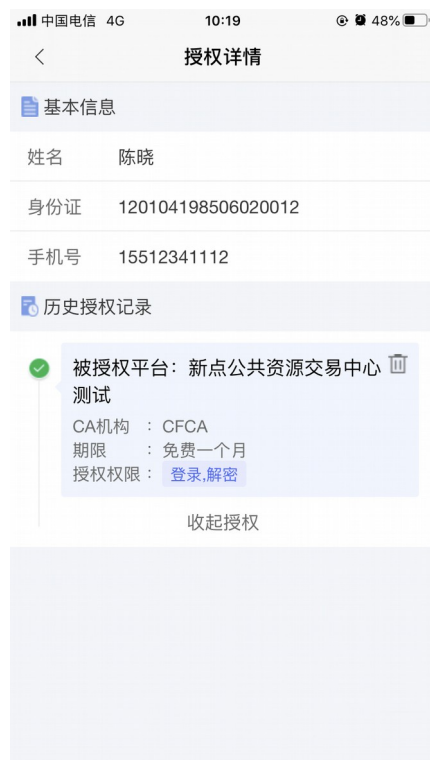 中国电信 4G 10:19 48%
授权详情
基本信息
姓名 陈晓
身份证 120104198506020012
手机号 15512341112
历史授权记录
被授权平台：新点公共资源交易中心
测试
CA机构 : CFCA
期限 : 免费一个月
授权权限 : 登录,解密
收起授权